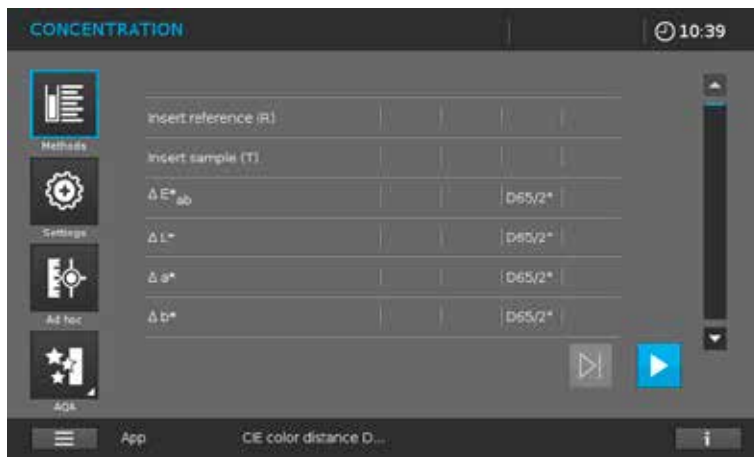 CONCENTRATION 10:39
Methods
Settings
Ad hoc
AQA
Insert reference (R)
Insert sample (T)
Δ E*ab D65/2°
Δ L* D65/2°
Δ a* D65/2°
Δ b* D65/2°
App CIE color distance D...
i